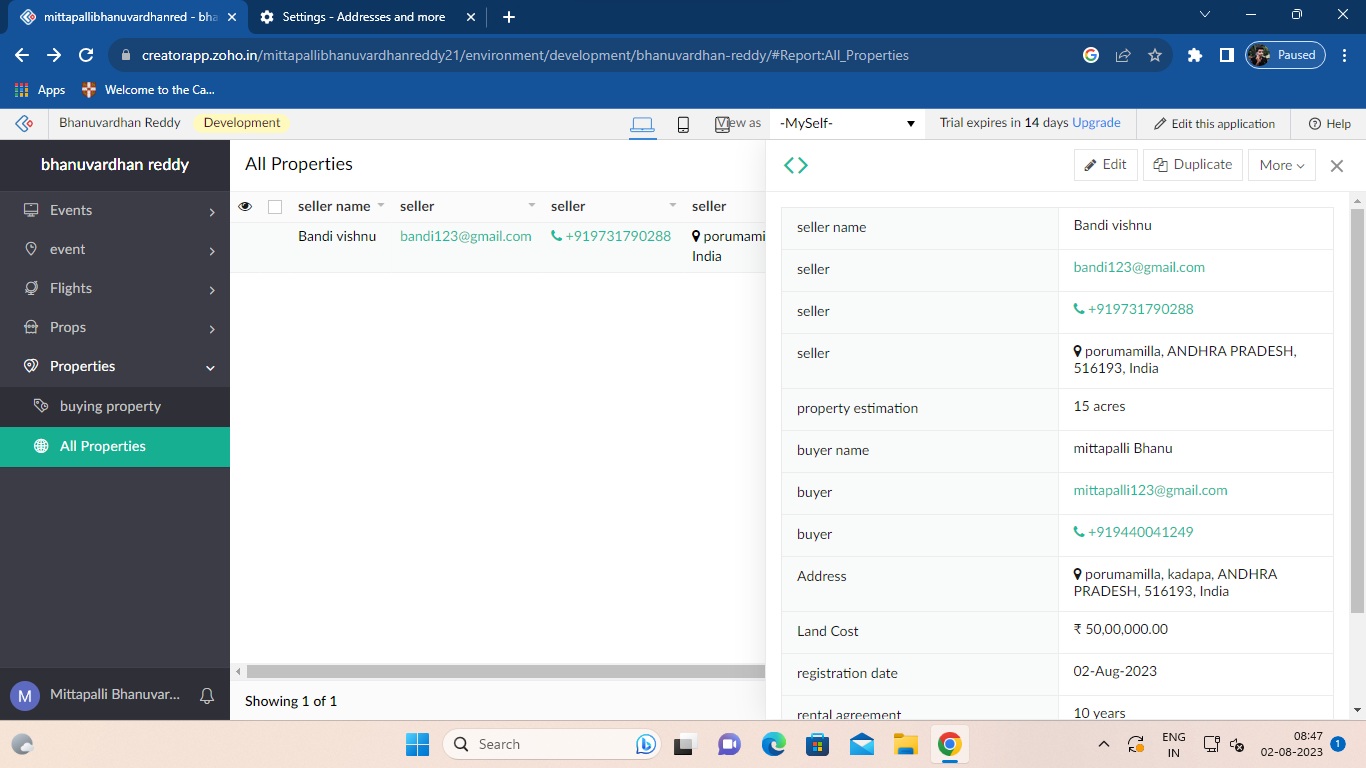 mittapallibhanuvardhanred - bha
Settings - Addresses and more
creatorapp.zoho.in/mittapallibhanuvardhanreddy21/environment/development/bhanuvardhan-reddy/#Report:All_Properties
Paused
Apps
Welcome to the Ca...
Bhanuvardhan Reddy
Development
View as
-MySelf-
Trial expires in 14 days Upgrade
Edit this application
Help
bhanuvardhan reddy
Events
event
Flights
Props
Properties
buying property
All Properties
M
Mittapalli Bhanuvar...
All Properties
seller name
seller
seller
seller
Bandi vishnu
bandi123@gmail.com
+919731790288
porumami
India
Showing 1 of 1
Edit
Duplicate
More
seller name
Bandi vishnu
seller
bandi123@gmail.com
seller
+919731790288
seller
porumamilla, ANDHRA PRADESH,
516193, India
property estimation
15 acres
buyer name
mittapalli Bhanu
buyer
mittapalli123@gmail.com
buyer
+919440041249
Address
porumamilla, kadapa, ANDHRA
PRADESH, 516193, India
Land Cost
₹ 50,00,000.00
registration date
02-Aug-2023
rental agreement
10 years
Search
ENG
IN
08:47
02-08-2023
1